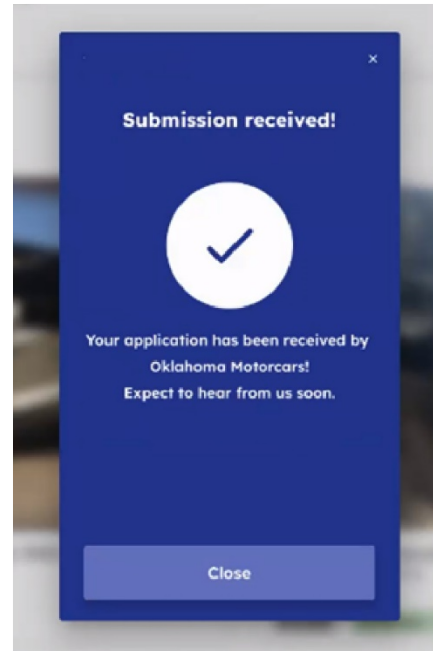 ×
Submission received!
Your application has been received by
Oklahoma Motorcars!
Expect to hear from us soon.
Close